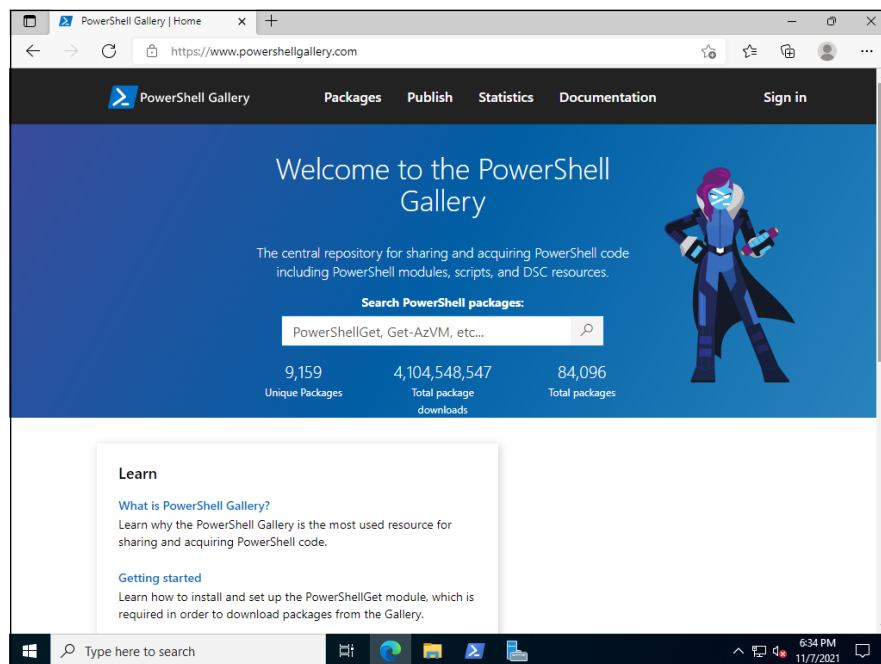 PowerShell Gallery | Home
https://www.powershellgallery.com
PowerShell Gallery
Packages
Publish
Statistics
Documentation
Sign in
Welcome to the PowerShell
Gallery
The central repository for sharing and acquiring PowerShell code
including PowerShell modules, scripts, and DSC resources.
Search PowerShell packages:
PowerShellGet, Get-AzVM, etc...
9,159
Unique Packages
4,104,548,547
Total package
downloads
84,096
Total packages
Learn
What is PowerShell Gallery?
Learn why the PowerShell Gallery is the most used resource for
sharing and acquiring PowerShell code.
Getting started
Learn how to install and set up the PowerShellGet module, which is
required in order to download packages from the Gallery.
Type here to search
6:34 PM
11/7/2021